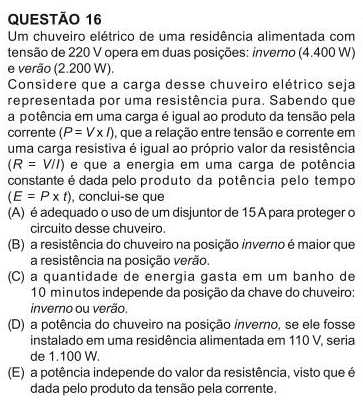 QUESTÃO 16
Um chuveiro elétrico de uma residência alimentada com
tensão de 220 V opera em duas posições: inverno (4.400 W)
e verão (2.200 W).
Considere que a carga desse chuveiro elétrico seja
representada por uma resistência pura. Sabendo que
a potência em uma carga é igual ao produto da tensão pela
corrente (P = V x I), que a relação entre tensão e corrente em
uma carga resistiva é igual ao próprio valor da resistência
(R = V/I) e que a energia em uma carga de potência
constante é dada pelo produto da potência pelo tempo
(E = P x t), conclui-se que
(A) é adequado o uso de um disjuntor de 15 A para proteger o
circuito desse chuveiro.
(B) a resistência do chuveiro na posição inverno é maior que
a resistência na posição verão.
(C) a quantidade de energia gasta em um banho de
10 minutos independe da posição da chave do chuveiro:
inverno ou verão.
(D) a potência do chuveiro na posição inverno, se ele fosse
instalado em uma residência alimentada em 110 V, seria
de 1.100 W.
(E) a potência independe do valor da resistência, visto que é
dada pelo produto da tensão pela corrente.